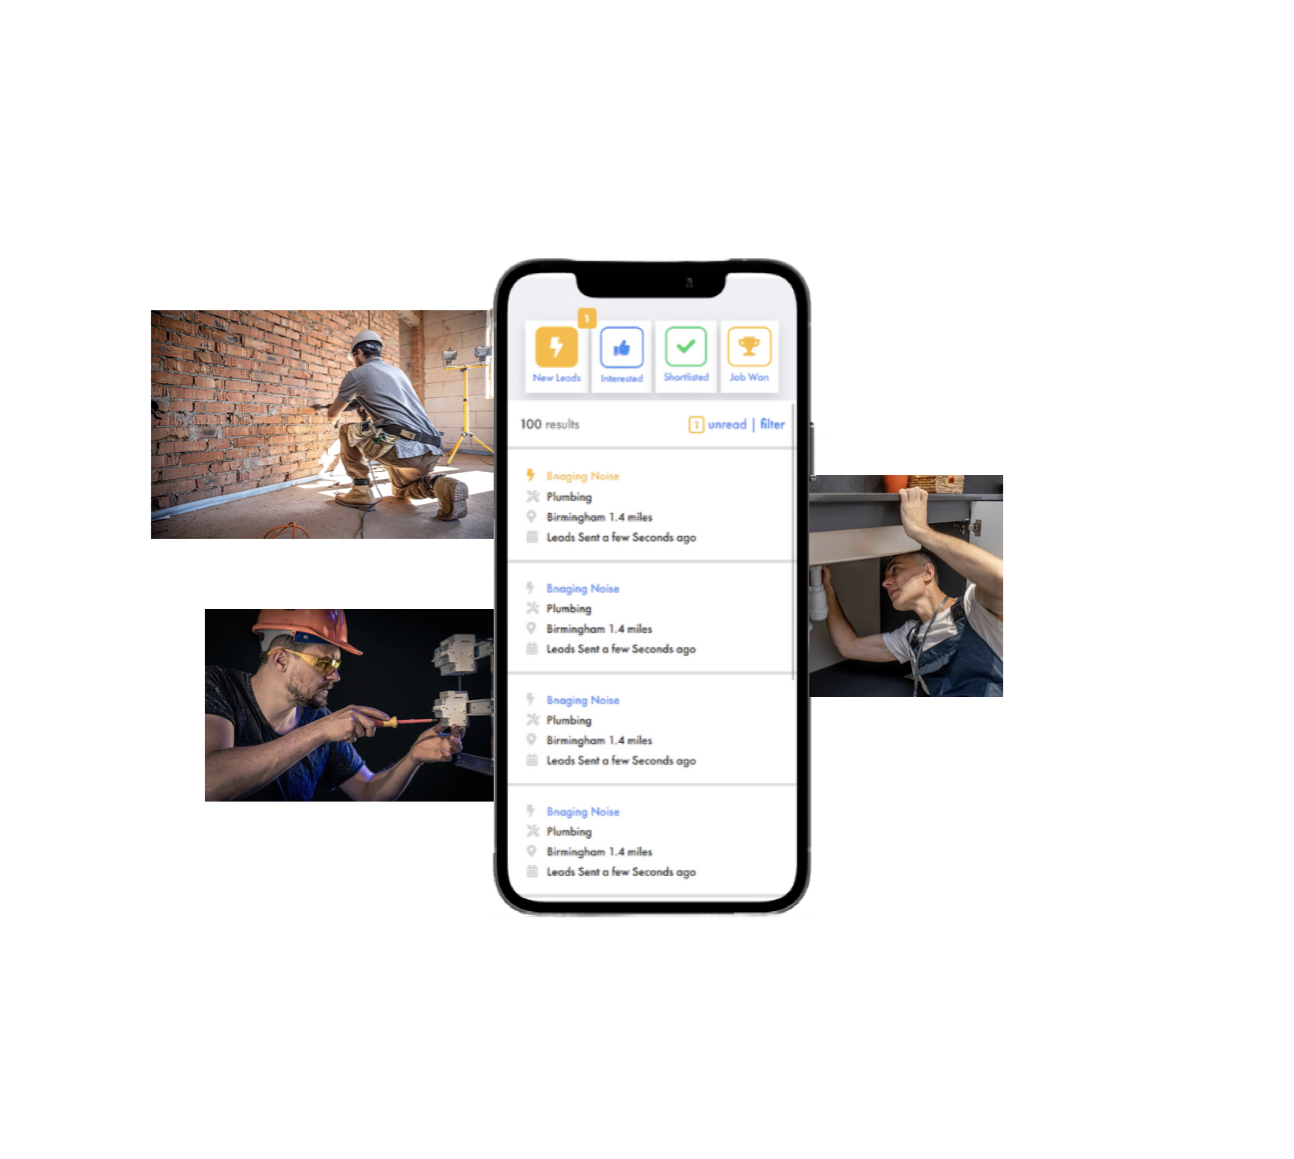 1
New Leads
Interested
Shortlisted
Job Won
100 results
1 unread | filter
Bnaging Noise
Plumbing
Birmingham 1.4 miles
Leads Sent a few Seconds ago
Bnaging Noise
Plumbing
Birmingham 1.4 miles
Leads Sent a few Seconds ago
Bnaging Noise
Plumbing
Birmingham 1.4 miles
Leads Sent a few Seconds ago
Bnaging Noise
Plumbing
Birmingham 1.4 miles
Leads Sent a few Seconds ago